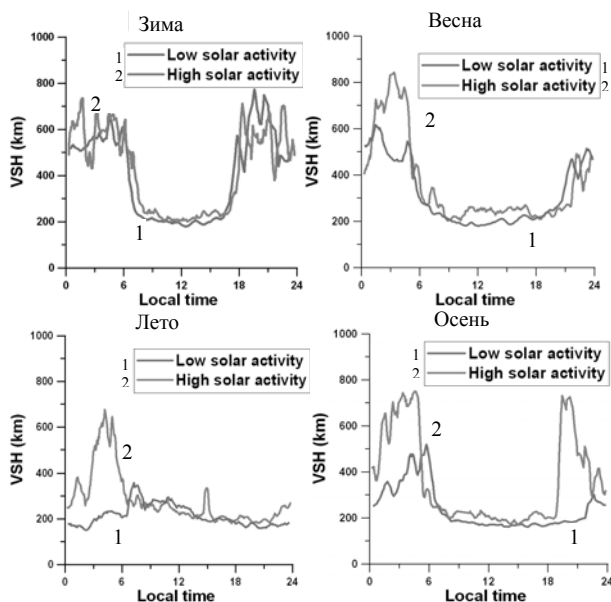 Зима
1 Low solar activity
2 High solar activity
VSH (km)
1000
800
600
400
200
0
2
1
0 6 12 18 24
Local time
Весна
Low solar activity 1
High solar activity 2
VSH (km)
1000
800
600
400
200
0
2
1
0 6 12 18 24
Local time
Лето
1 Low solar activity
2 High solar activity
VSH (km)
1000
800
600
400
200
0
2
1
0 6 12 18 24
Local time
Осень
1 Low solar activity
2 High solar activity
VSH (km)
1000
800
600
400
200
0
2
1
0 6 12 18 24
Local time